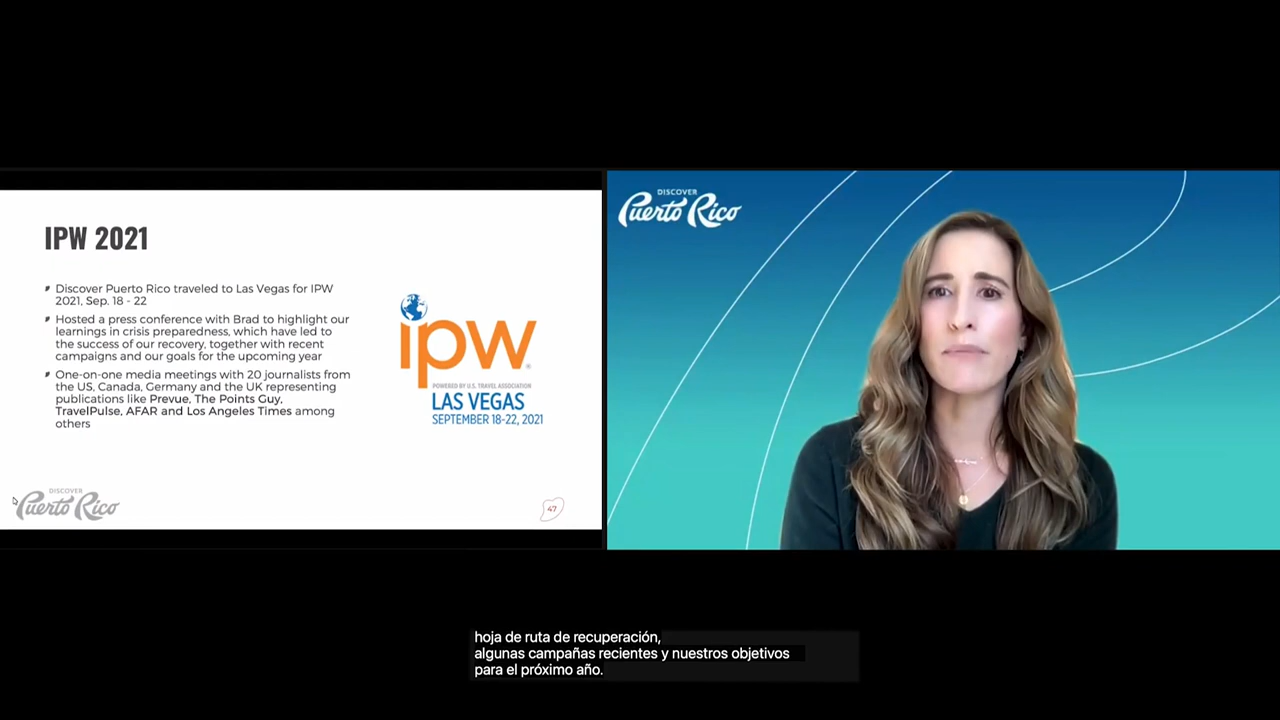 IPW 2021
Discover Puerto Rico traveled to Las Vegas for IPW
2021, Sep. 18 - 22
Hosted a press conference with Brad to highlight our
learnings in crisis preparedness, which have led to
the success of our recovery, together with recent
campaigns and our goals for the upcoming year
One-on-one media meetings with 20 journalists from
the US, Canada, Germany and the UK representing
publications like Prevue, The Points Guy,
TravelPulse, AFAR and Los Angeles Times among
others
ipw®
POWERED BY U.S. TRAVEL ASSOCIATION
LAS VEGAS
SEPTEMBER 18-22, 2021
DISCOVER
Puerto Rico
47
DISCOVER
Puerto Rico
hoja de ruta de recuperación,
algunas campañas recientes y nuestros objetivos
para el próximo año.